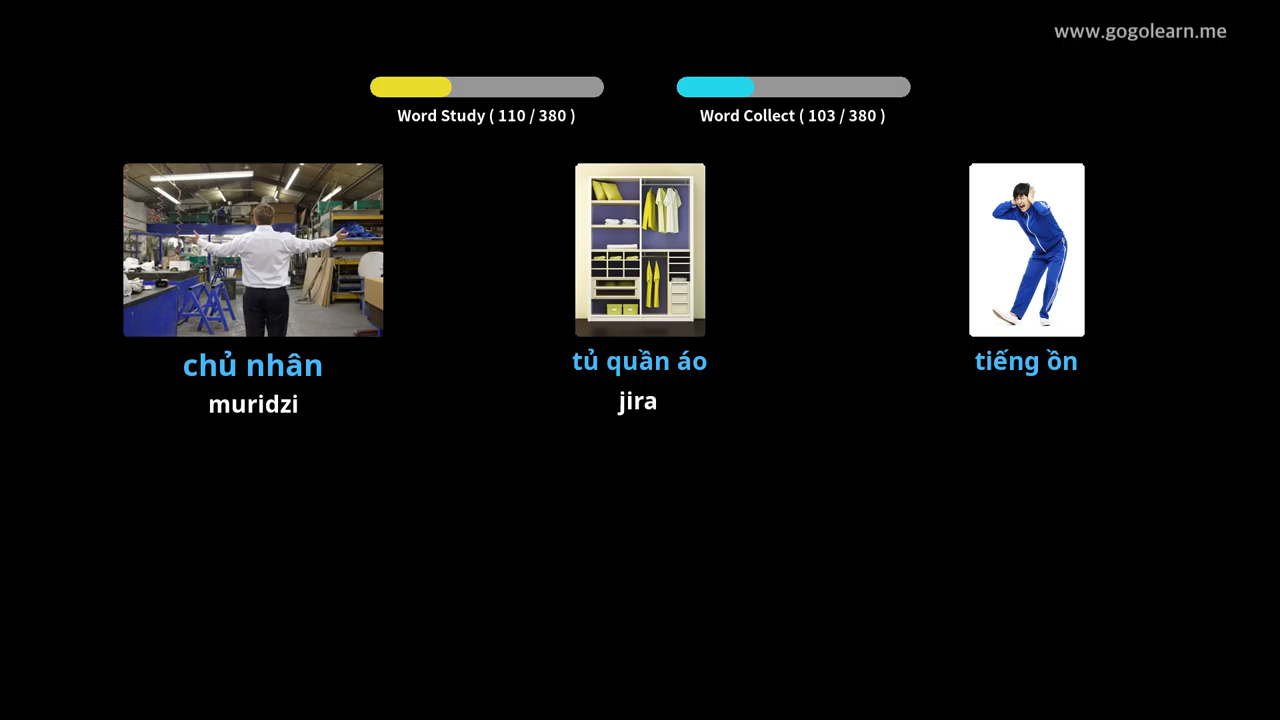 www.gogolearn.me
Word Study ( 110 / 380 )
Word Collect ( 103 / 380 )
chủ nhân
muridzi
tủ quần áo
jira
tiếng ồn